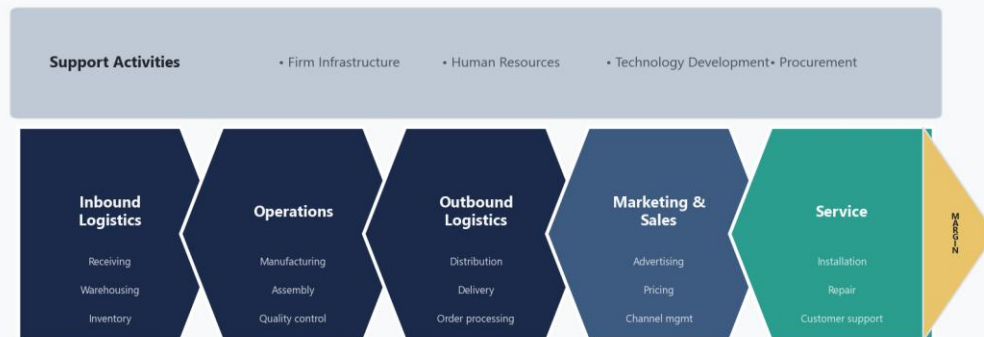 Support Activities • Firm Infrastructure • Human Resources • Technology Development • Procurement
Inbound
Logistics
Receiving
Warehousing
Inventory
Operations
Manufacturing
Assembly
Quality control
Outbound
Logistics
Distribution
Delivery
Order processing
Marketing &
Sales
Advertising
Pricing
Channel mgmt
Service
Installation
Repair
Customer support
MARGIN